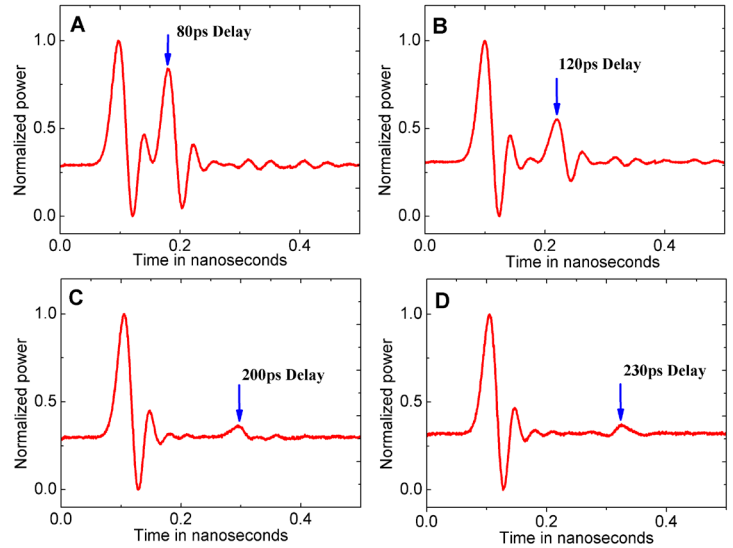 A
80ps Delay
Normalized power
1.0
0.5
0.0
0.0 0.2 0.4
Time in nanoseconds
B
120ps Delay
Normalized power
1.0
0.5
0.0
0.0 0.2 0.4
Time in nanoseconds
C
200ps Delay
Normalized power
1.0
0.5
0.0
0.0 0.2 0.4
Time in nanoseconds
D
230ps Delay
Normalized power
1.0
0.5
0.0
0.0 0.2 0.4
Time in nanoseconds